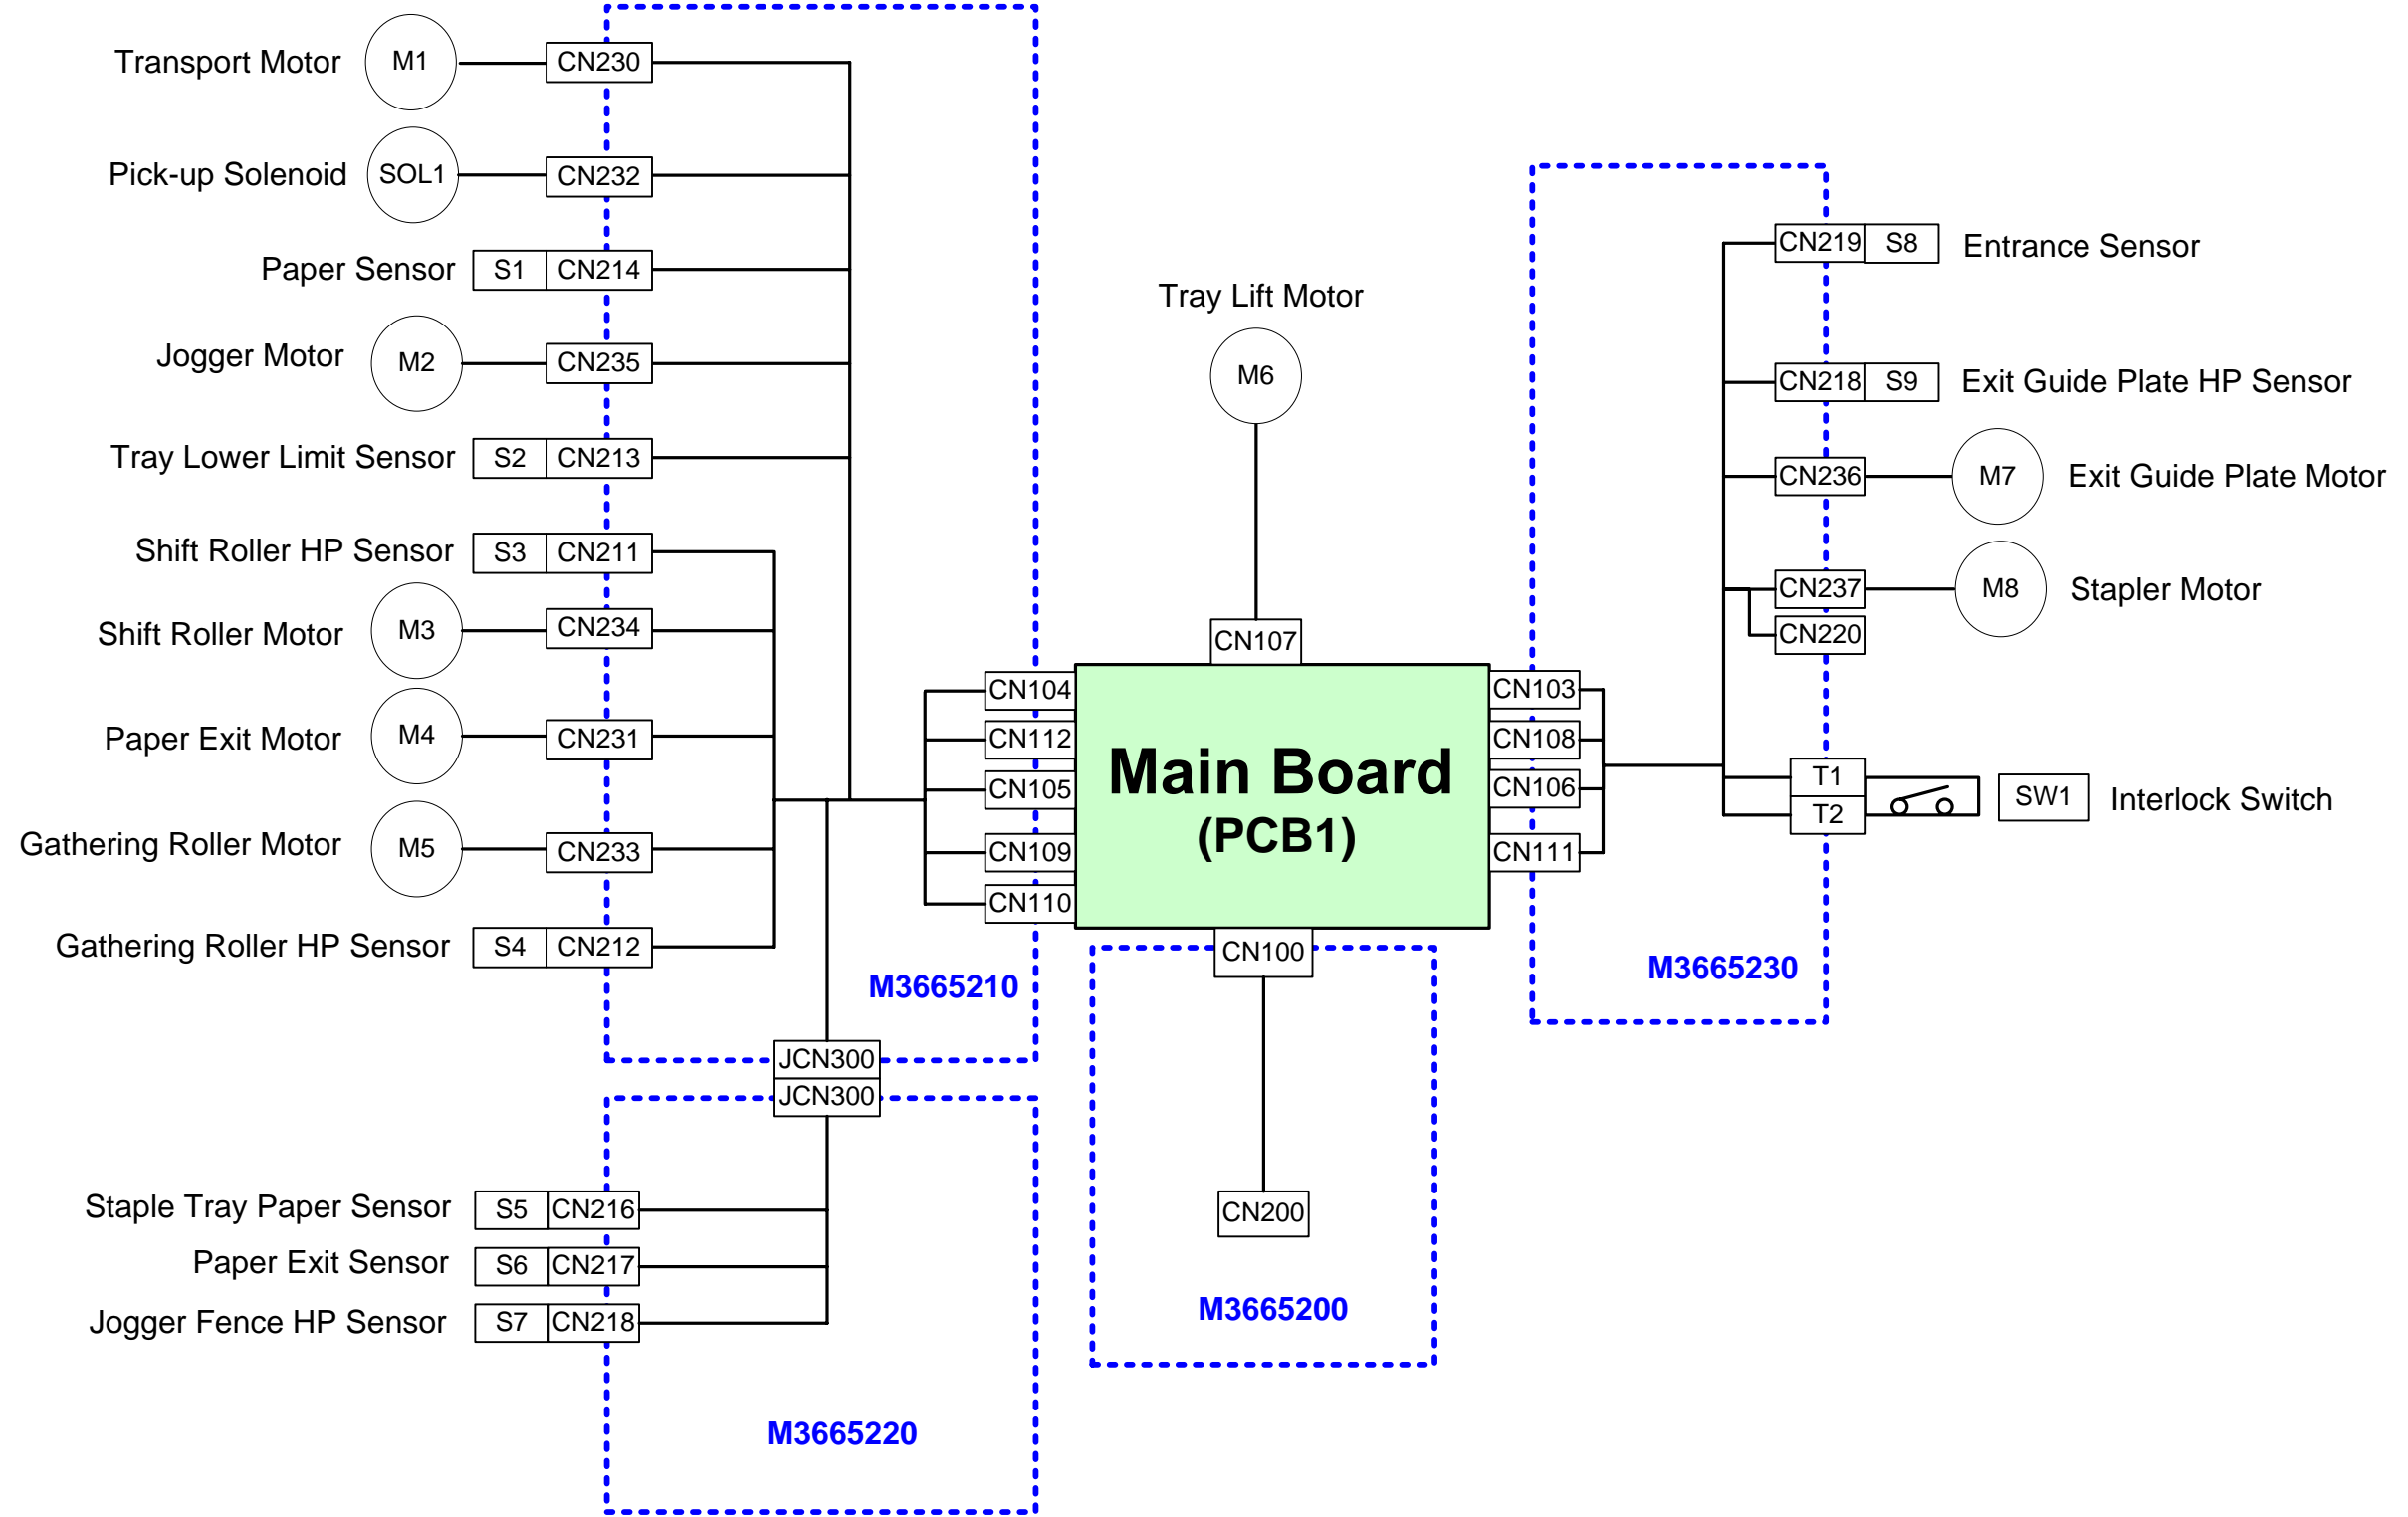 Transport Motor M1 CN230
Pick-up Solenoid SOL1 CN232
Paper Sensor S1 CN214
Jogger Motor M2 CN235
Tray Lower Limit Sensor S2 CN213
Shift Roller HP Sensor S3 CN211
Shift Roller Motor M3 CN234
Paper Exit Motor M4 CN231
Gathering Roller Motor M5 CN233
Gathering Roller HP Sensor S4 CN212
M3665210
JCN300
JCN300
Staple Tray Paper Sensor S5 CN216
Paper Exit Sensor S6 CN217
Jogger Fence HP Sensor S7 CN218
M3665220
Tray Lift Motor
M6
CN107
CN104
CN112
CN105
CN109
CN110
Main Board
(PCB1)
CN103
CN108
CN106
CN111
CN100
CN200
M3665200
CN219 S8 Entrance Sensor
CN218 S9 Exit Guide Plate HP Sensor
CN236 M7 Exit Guide Plate Motor
CN237 M8 Stapler Motor
CN220
T1
T2
SW1 Interlock Switch
M3665230